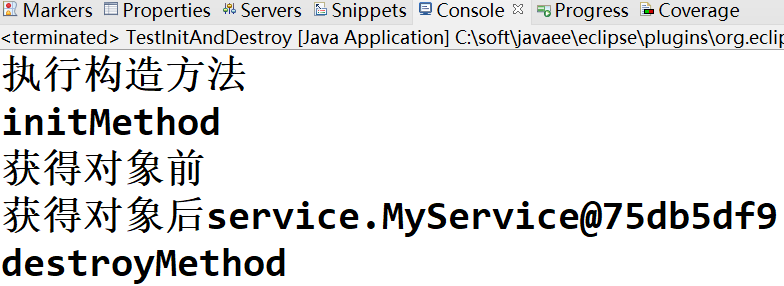 Markers Properties Servers Snippets Console Progress Coverage
<terminated> TestInitAndDestroy [Java Application] C:\soft\javaee\eclipse\plugins\org.eclip
执行构造方法
initMethod
获得对象前
获得对象后service.MyService@75db5df9
destroyMethod